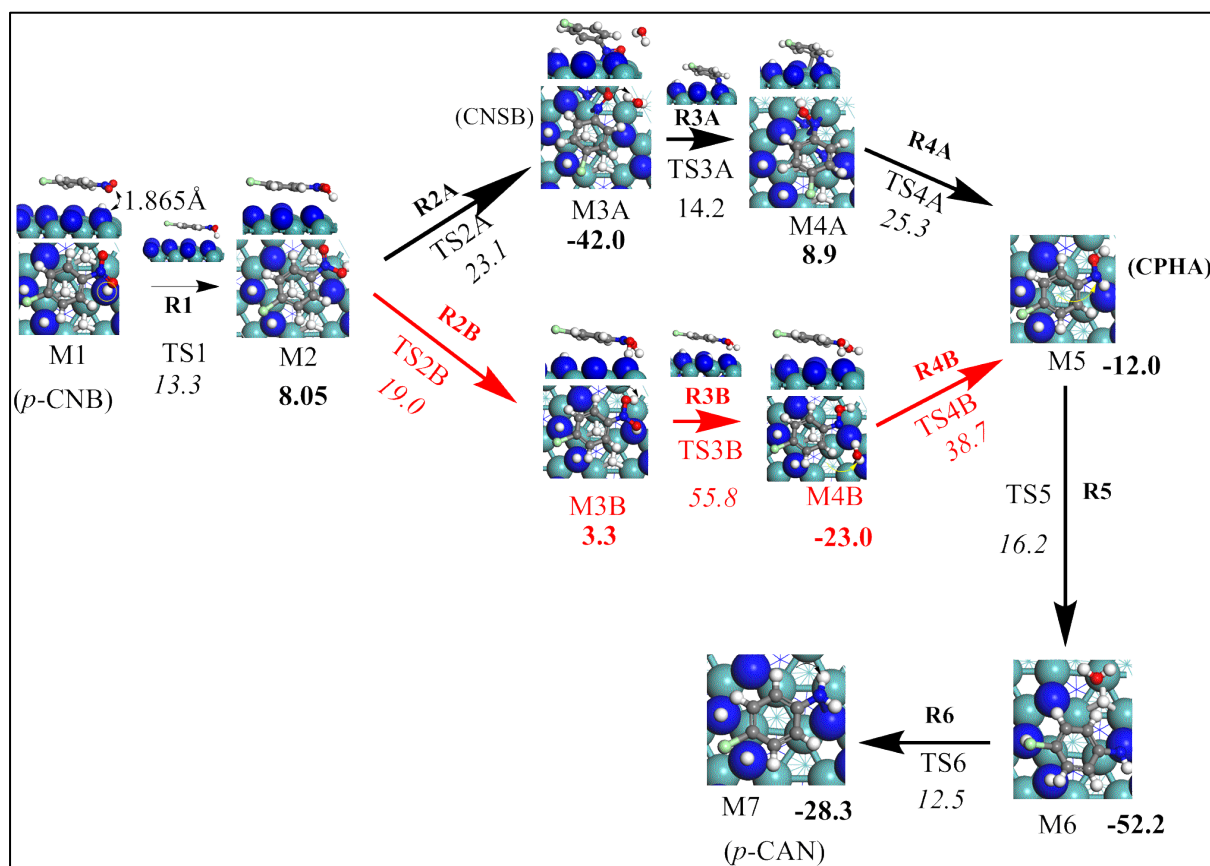 1.865Å
R1
TS1
13.3
M1
(p-CNB)
M2
8.05
R2A
TS2A
23.1
(CNSB)
M3A
-42.0
R3A
TS3A
14.2
M4A
8.9
R4A
TS4A
25.3
R2B
TS2B
19.0
M3B
3.3
R3B
TS3B
55.8
M4B
-23.0
R4B
TS4B
38.7
(CPHA)
M5 -12.0
TS5 R5
16.2
M6 -52.2
R6
TS6
12.5
M7 -28.3
(p-CAN)